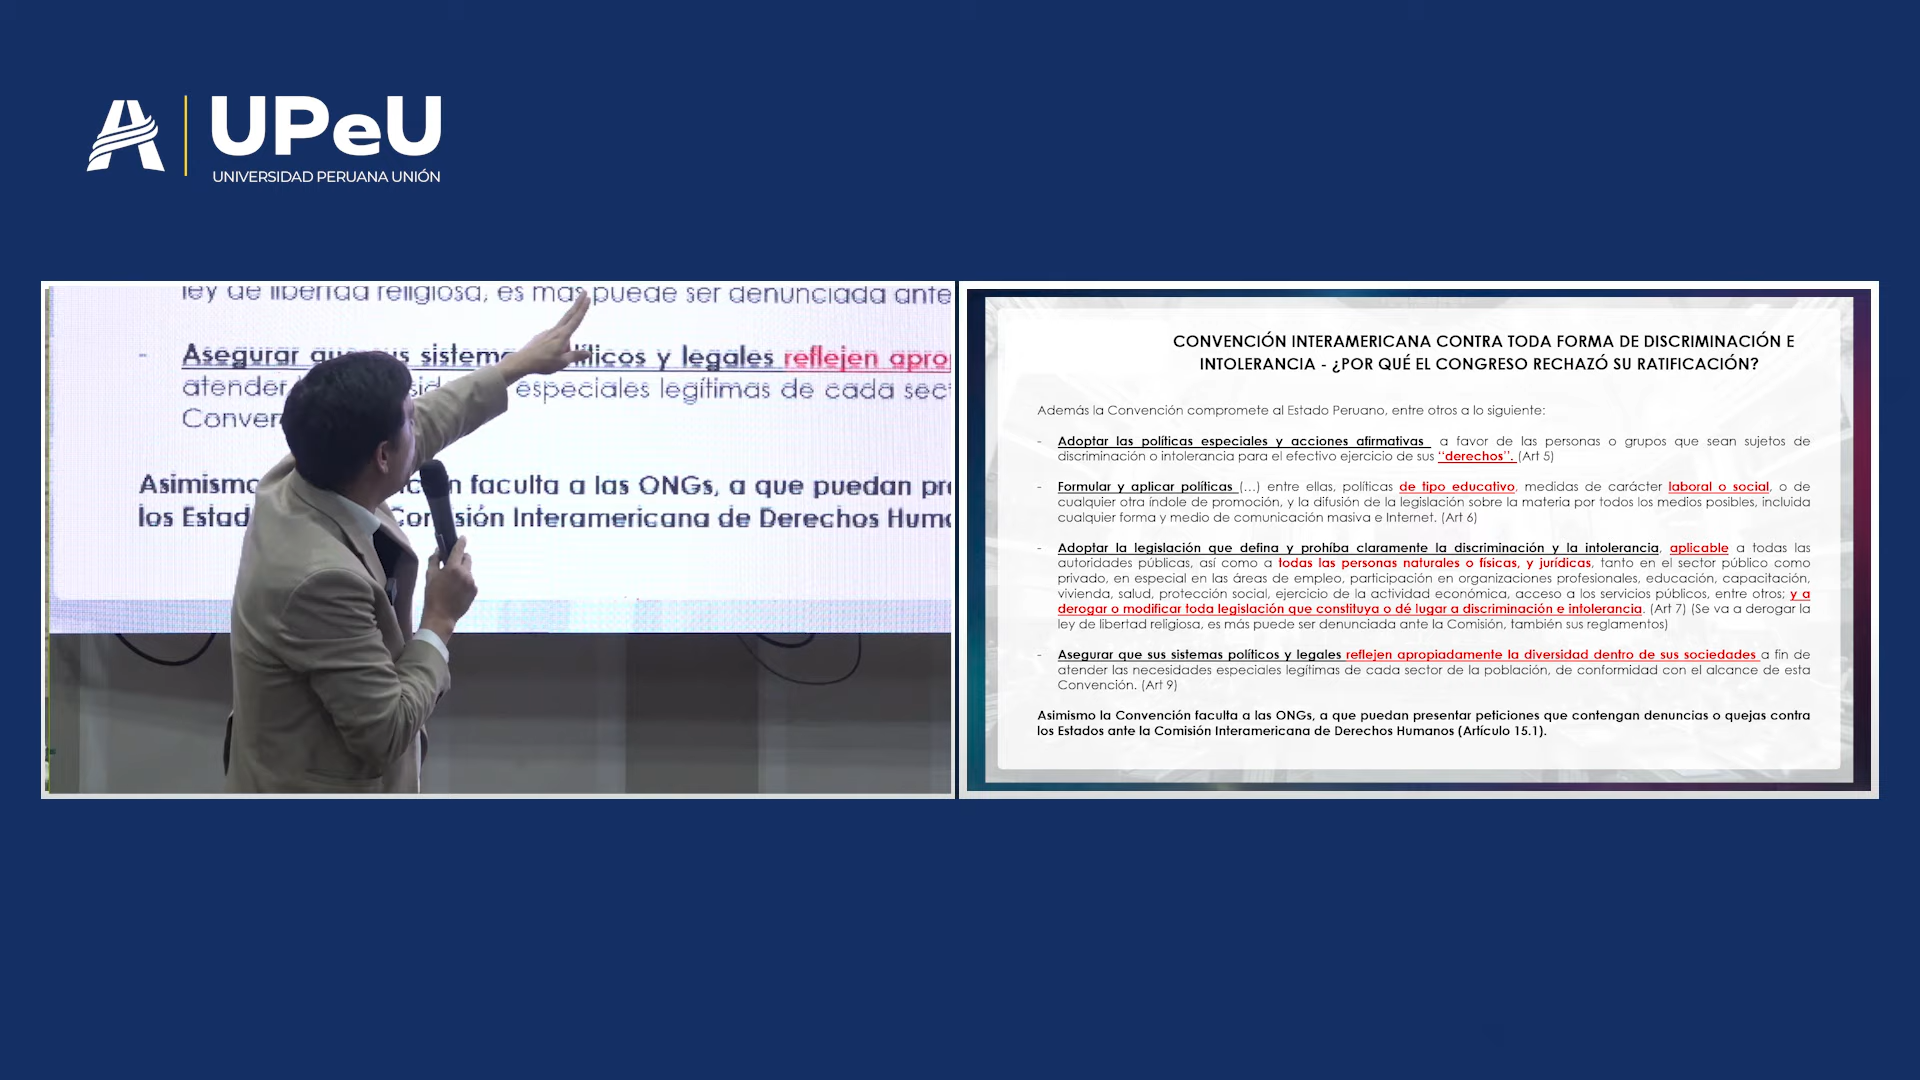 UPeU
UNIVERSIDAD PERUANA UNIÓN
ley de libertad religiosa, es mas puede ser denunciada ante
- Asegurar que sus sistema líticos y legales reflejen apro
atender especiales legítimas de cada sec
Conver
Asimismo n faculta a las ONGs, a que puedan pre
los Estad Comisión Interamericana de Derechos Huma
CONVENCIÓN INTERAMERICANA CONTRA TODA FORMA DE DISCRIMINACIÓN E
INTOLERANCIA - ¿POR QUÉ EL CONGRESO RECHAZÓ SU RATIFICACIÓN?
Además la Convención compromete al Estado Peruano, entre otros a lo siguiente:
- Adoptar las políticas especiales y acciones afirmativas a favor de las personas o grupos que sean sujetos de
discriminación o intolerancia para el efectivo ejercicio de sus “derechos”. (Art 5)
- Formular y aplicar políticas (...) entre ellas, políticas de tipo educativo, medidas de carácter laboral o social, o de
cualquier otra índole de promoción, y la difusión de la legislación sobre la materia por todos los medios posibles, incluida
cualquier forma y medio de comunicación masiva e Internet. (Art 6)
- Adoptar la legislación que defina y prohíba claramente la discriminación y la intolerancia, aplicable a todas las
autoridades públicas, así como a todas las personas naturales o físicas, y jurídicas, tanto en el sector público como
privado, en especial en las áreas de empleo, participación en organizaciones profesionales, educación, capacitación,
vivienda, salud, protección social, ejercicio de la actividad económica, acceso a los servicios públicos, entre otros; y a
derogar o modificar toda legislación que constituya o dé lugar a discriminación e intolerancia. (Art 7) (Se va a derogar la
ley de libertad religiosa, es más puede ser denunciada ante la Comisión, también sus reglamentos)
- Asegurar que sus sistemas políticos y legales reflejen apropiadamente la diversidad dentro de sus sociedades a fin de
atender las necesidades especiales legítimas de cada sector de la población, de conformidad con el alcance de esta
Convención. (Art 9)
Asimismo la Convención faculta a las ONGs, a que puedan presentar peticiones que contengan denuncias o quejas contra
los Estados ante la Comisión Interamericana de Derechos Humanos (Artículo 15.1).